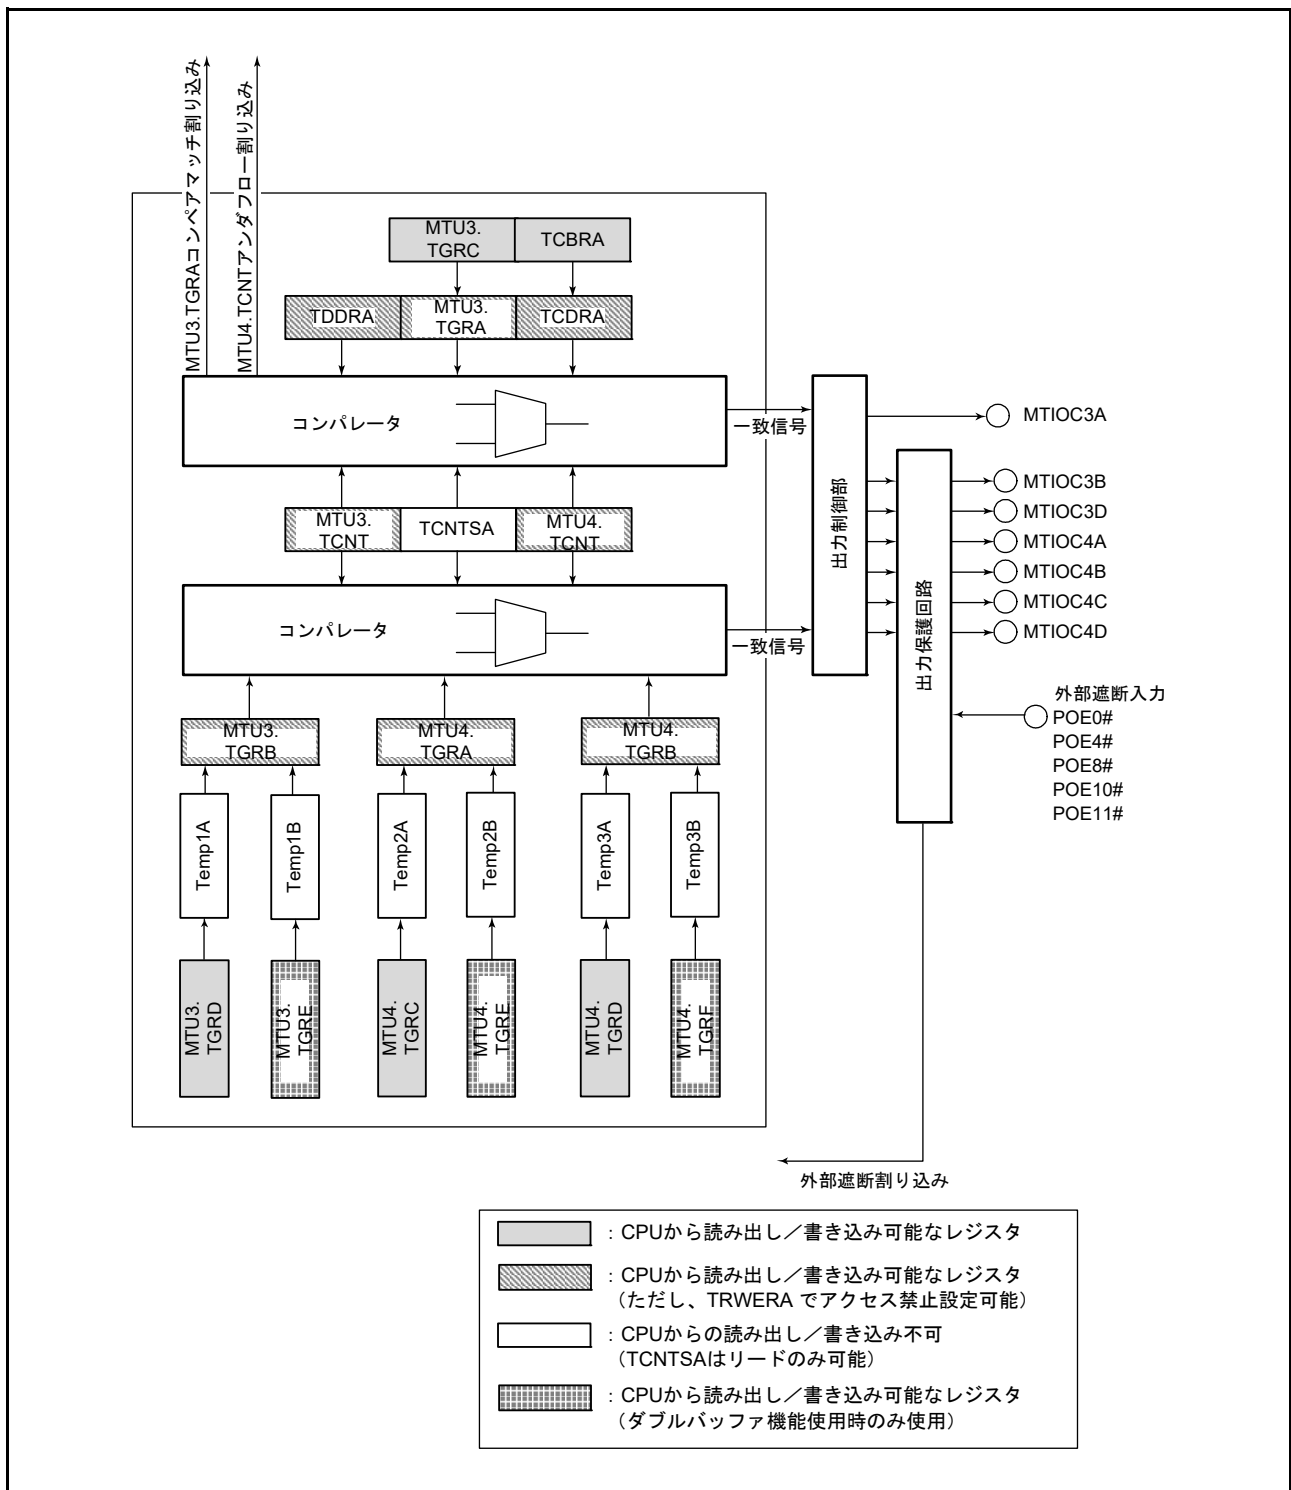 MTU3.TGRAコンペアマッチ割り込み
MTU4.TCNTアンダフロー割り込み
MTU3.
TGRC
TCBRA
TDDRA
MTU3.
TGRA
TCDRA
コンパレータ
一致信号
MTU3.
TCNT
TCNTSA
MTU4.
TCNT
コンパレータ
一致信号
出力制御部
出力保護回路
MTIOC3A
MTIOC3B
MTIOC3D
MTIOC4A
MTIOC4B
MTIOC4C
MTIOC4D
外部遮断入力
POE0#
POE4#
POE8#
POE10#
POE11#
MTU3.
TGRB
MTU4.
TGRA
MTU4.
TGRB
Temp1A
Temp1B
Temp2A
Temp2B
Temp3A
Temp3B
MTU3.
TGRD
MTU3.
TGRE
MTU4.
TGRC
MTU4.
TGRE
MTU4.
TGRD
MTU4.
TGRF
外部遮断割り込み
：CPUから読み出し／書き込み可能なレジスタ
：CPUから読み出し／書き込み可能なレジスタ
（ただし、TRWERA でアクセス禁止設定可能）
：CPUからの読み出し／書き込み不可
（TCNTSAはリードのみ可能）
：CPUから読み出し／書き込み可能なレジスタ
（ダブルバッファ機能使用時のみ使用）